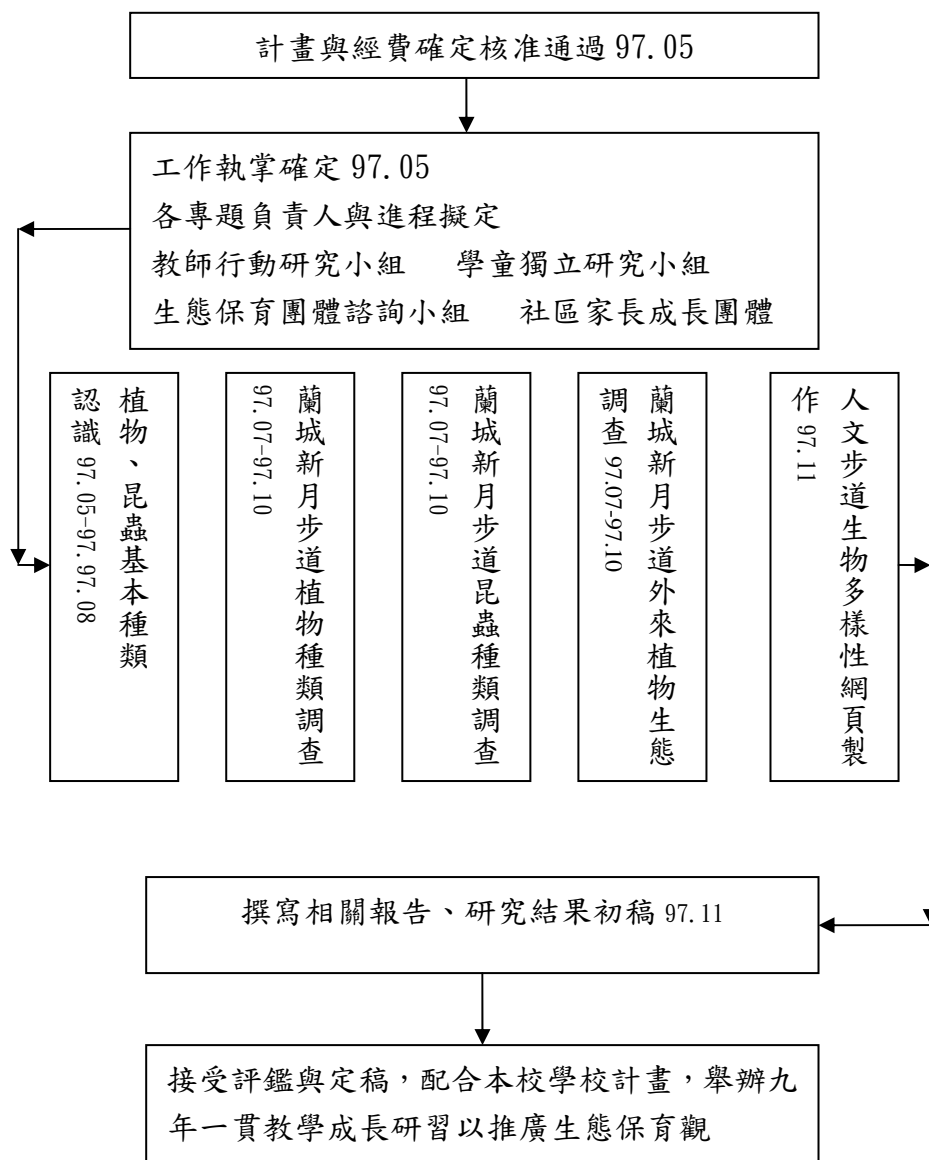 計畫與經費確定核准通過 97.05
工作執掌確定 97.05
各專題負責人與進程擬定
教師行動研究小組 學童獨立研究小組
生態保育團體諮詢小組 社區家長成長團體
植物、昆蟲基本種類
認識 97.05-97.97.08
蘭城新月步道植物種類調查
97.07-97.10
蘭城新月步道昆蟲種類調查
97.07-97.10
蘭城新月步道外來植物生態
調查 97.07-97.10
人文步道生物多樣性網頁製
作 97.11
撰寫相關報告、研究結果初稿 97.11
接受評鑑與定稿，配合本校學校計畫，舉辦九
年一貫教學成長研習以推廣生態保育觀